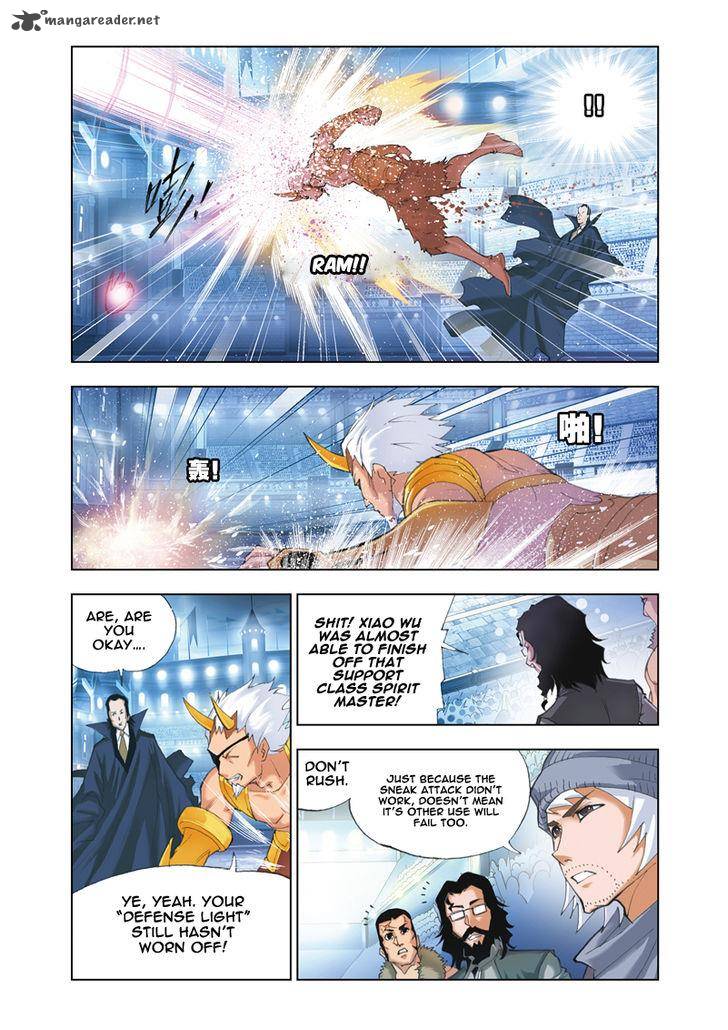 mangareader.net
!!
嘭!!
RAM!!
啪!
轰!
ARE, ARE
YOU
OKAY....
YE, YEAH. YOUR
"DEFENSE LIGHT"
STILL HASN'T
WORN OFF!
SHIT! XIAO WU
WAS ALMOST
ABLE TO FINISH
OFF THAT
SUPPORT
CLASS SPIRIT
MASTER!
DON'T
RUSH.
JUST BECAUSE THE
SNEAK ATTACK DIDN'T
WORK, DOESN'T MEAN
IT'S OTHER USE WILL
FAIL TOO.